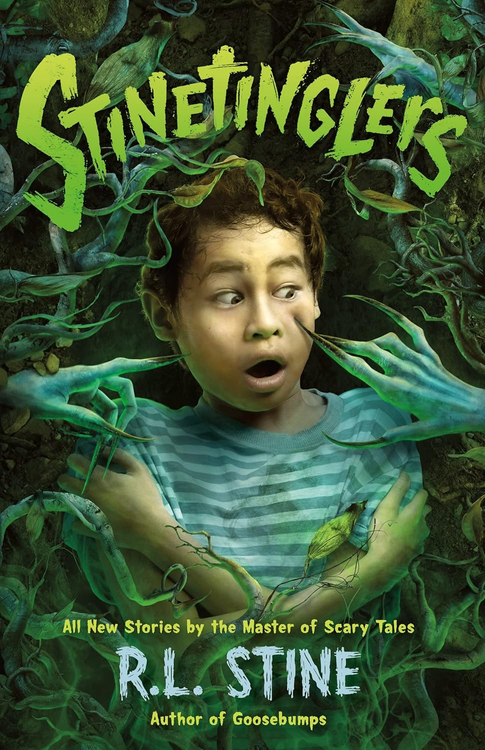 STINETINGLERS
All New Stories by the Master of Scary Tales
R.L. STINE
Author of Goosebumps